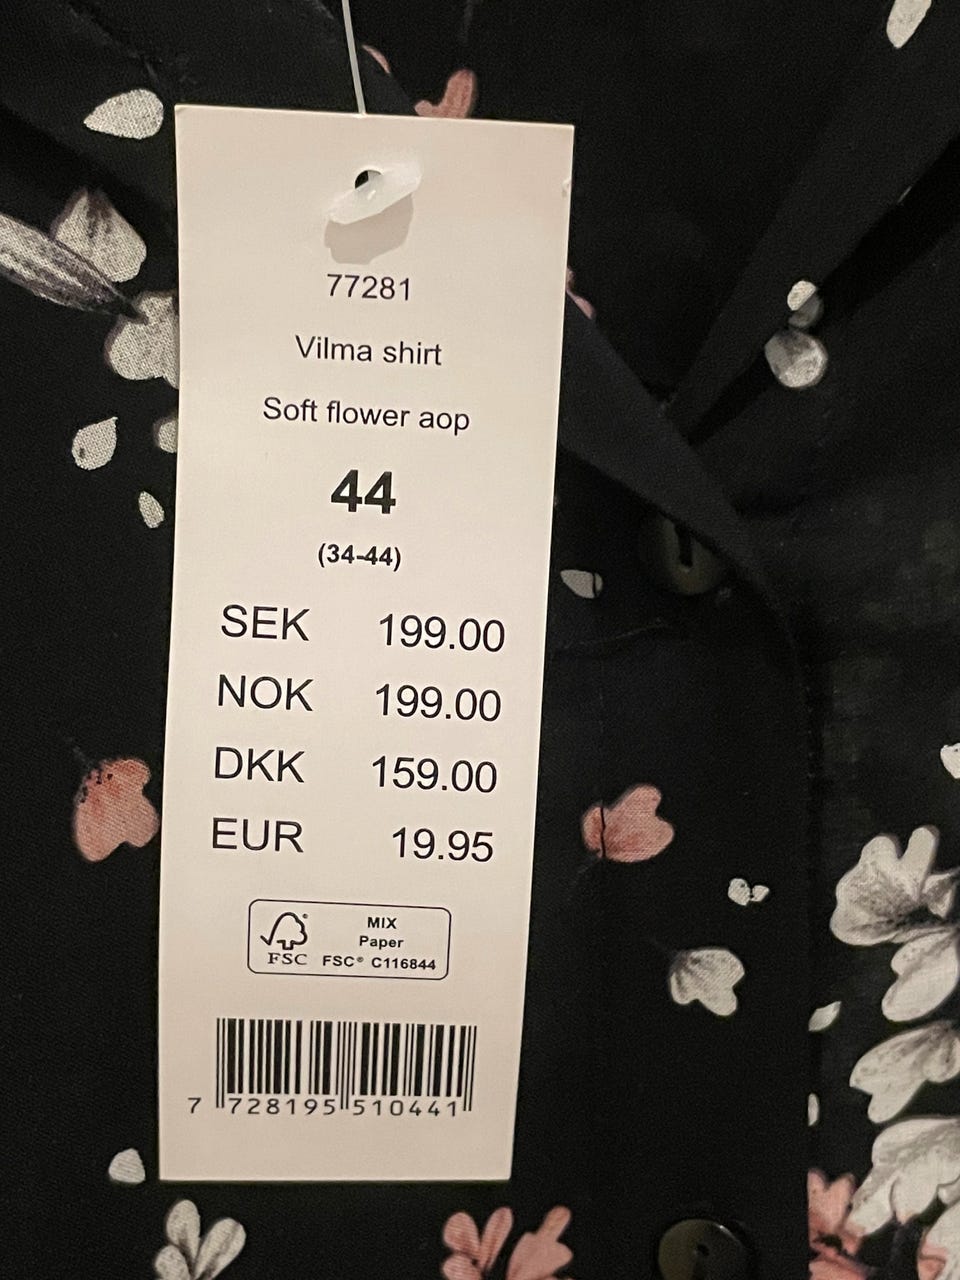 77281
Vilma shirt
Soft flower aop
44
(34-44)
SEK 199.00
NOK 199.00
DKK 159.00
EUR 19.95
MIX
Paper
FSC FSC® C116844
7 728195 510441